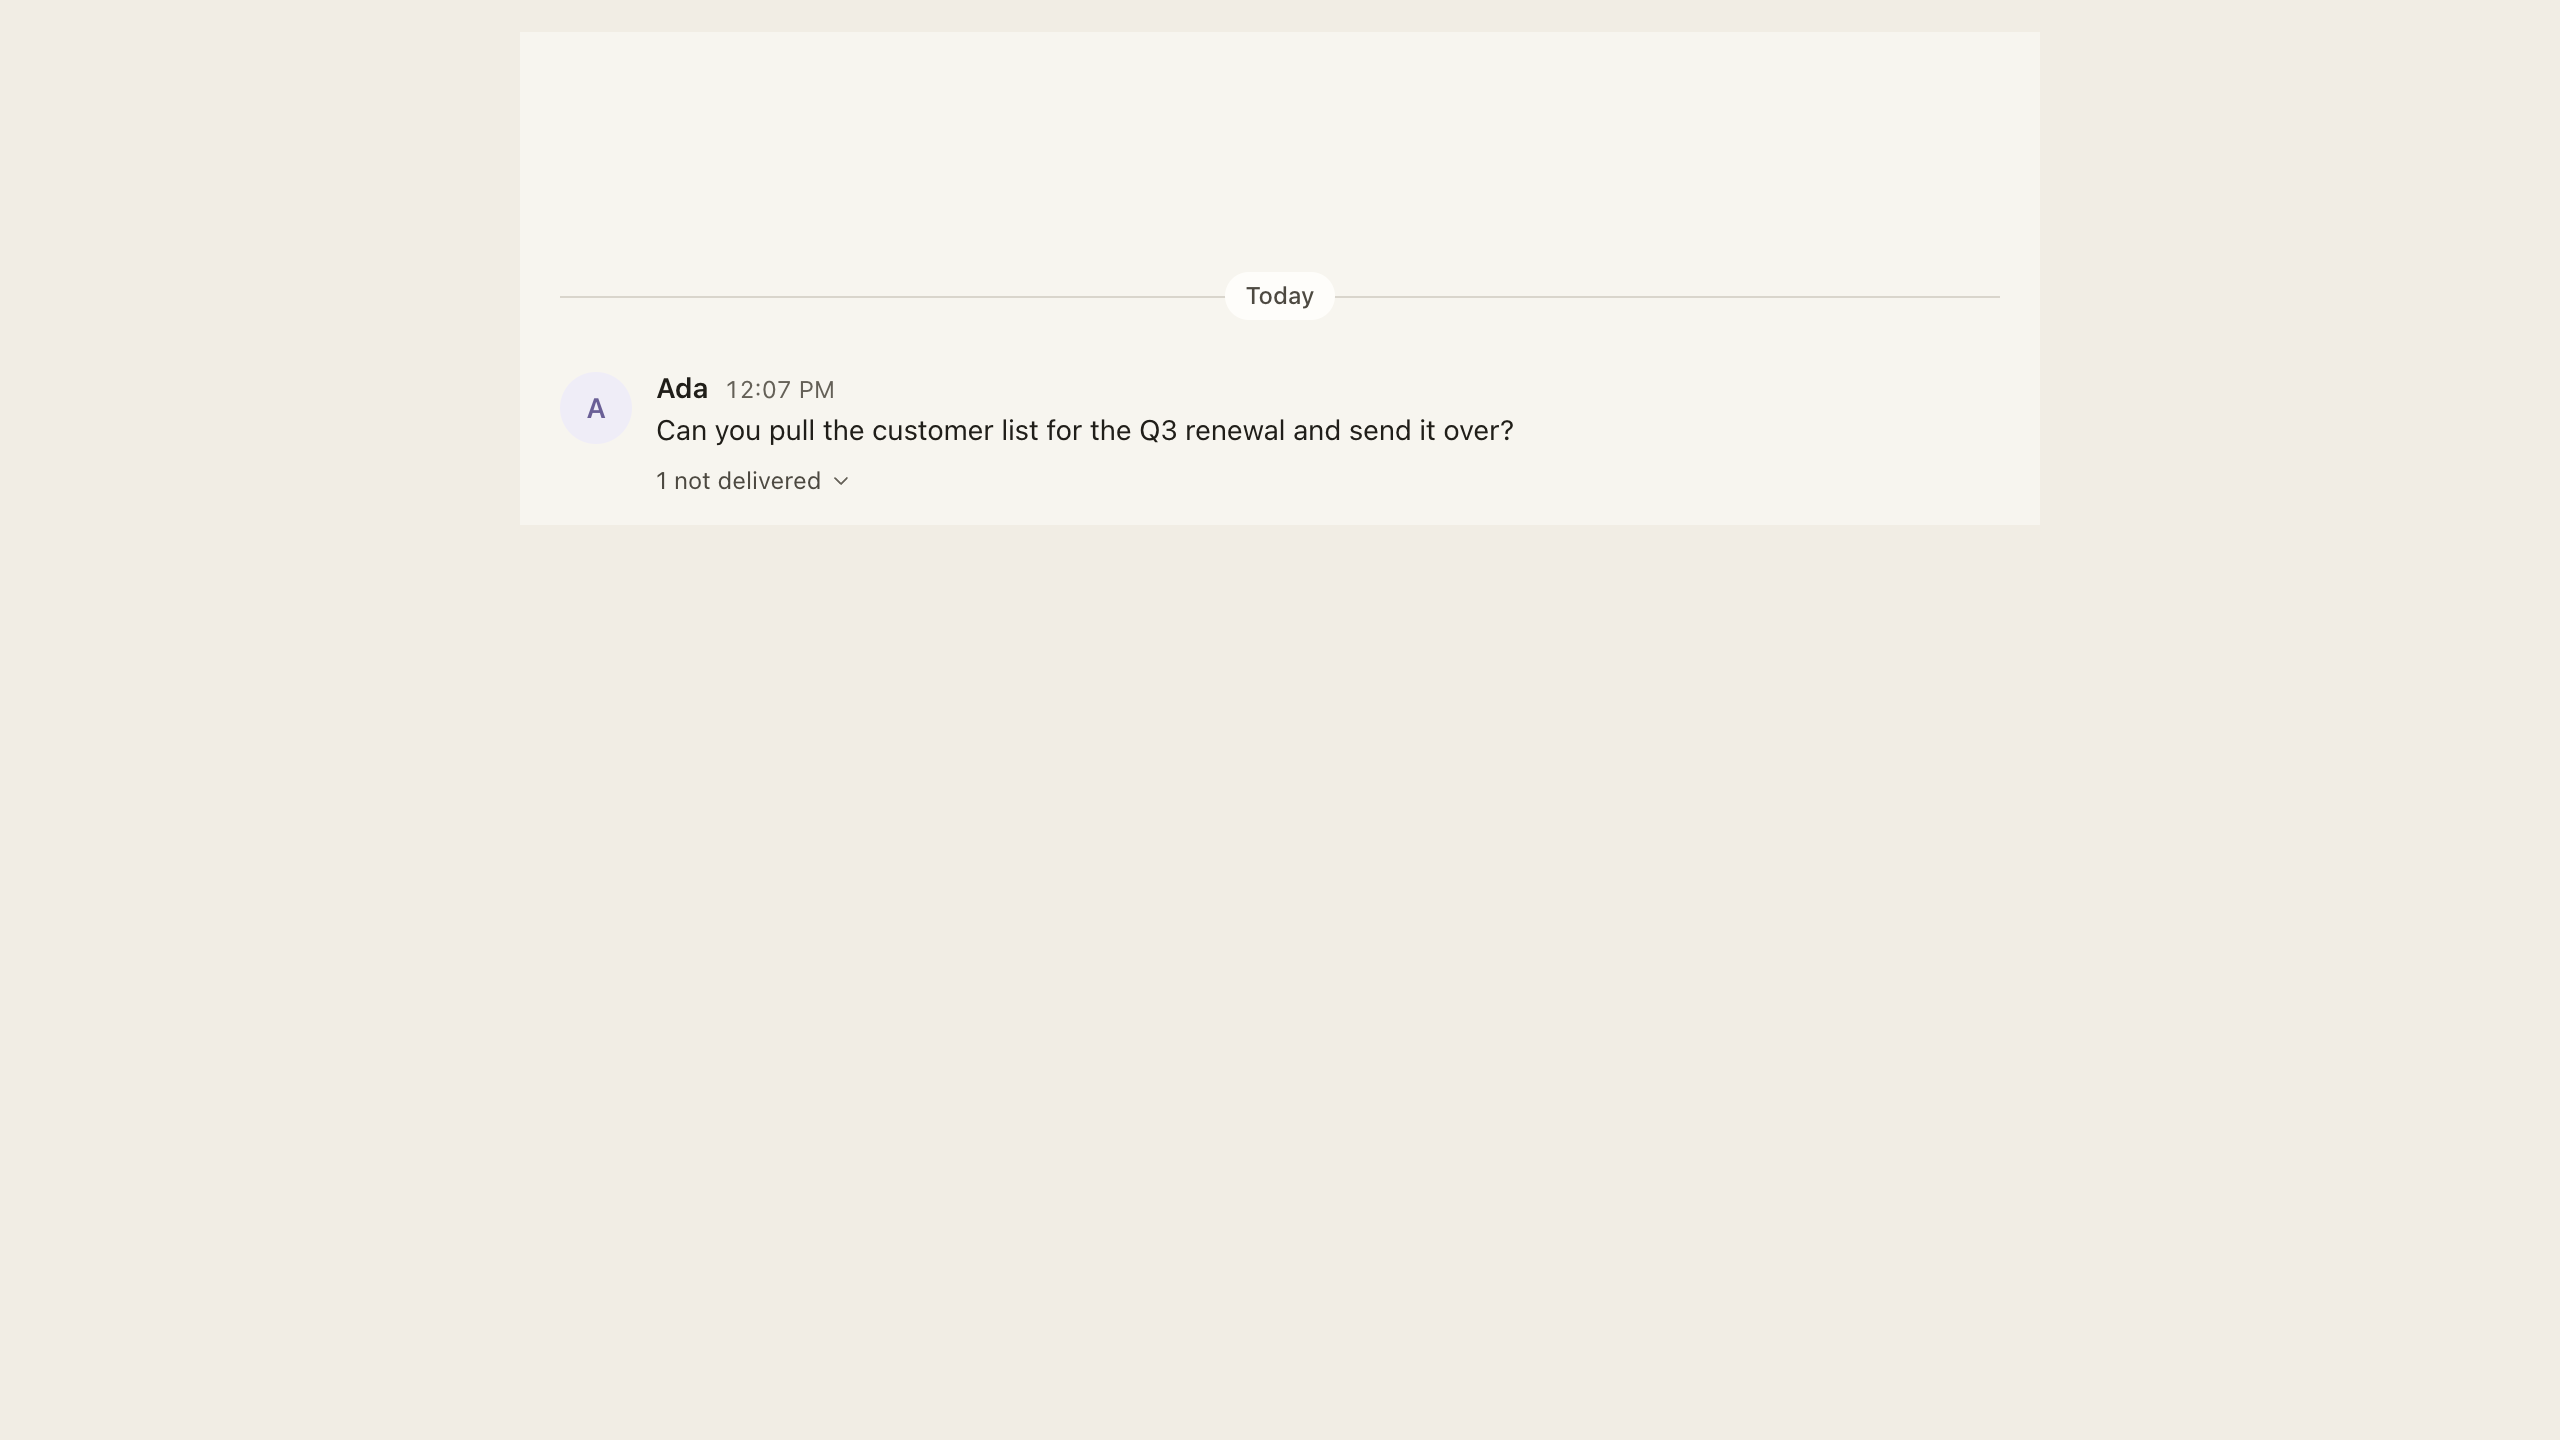 Today
A
Ada 12:07 PM
Can you pull the customer list for the Q3 renewal and send it over?
1 not delivered